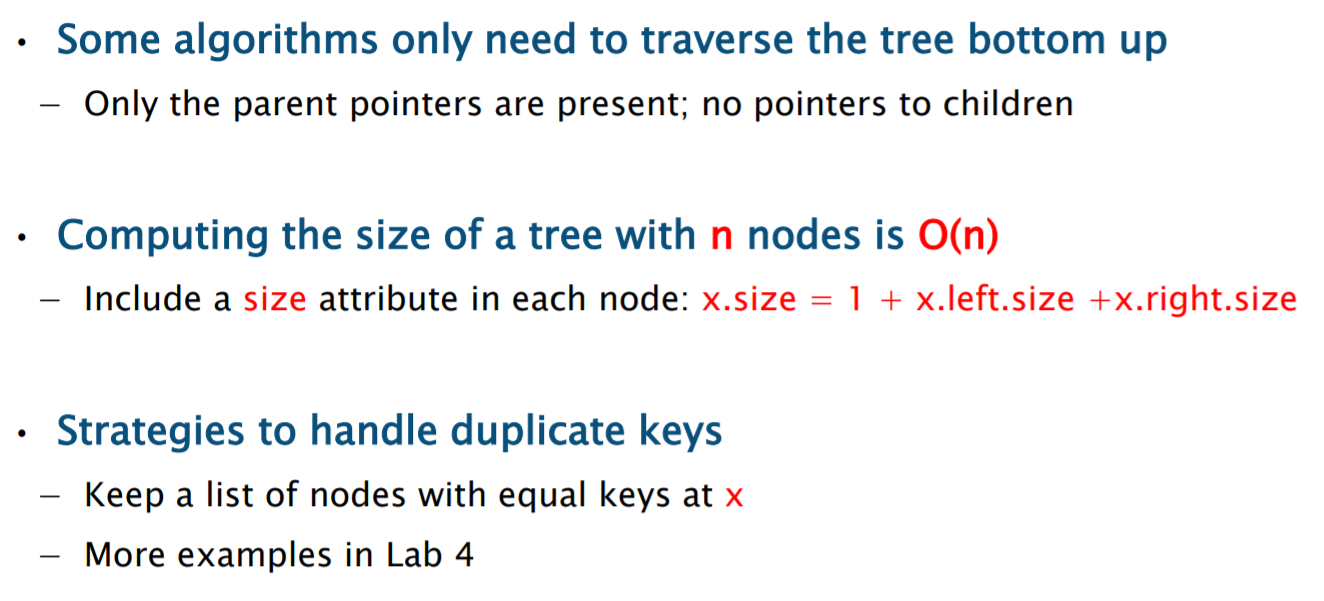 • Some algorithms only need to traverse the tree bottom up
– Only the parent pointers are present; no pointers to children
• Computing the size of a tree with n nodes is O(n)
– Include a size attribute in each node: x.size = 1 + x.left.size +x.right.size
• Strategies to handle duplicate keys
– Keep a list of nodes with equal keys at x
– More examples in Lab 4